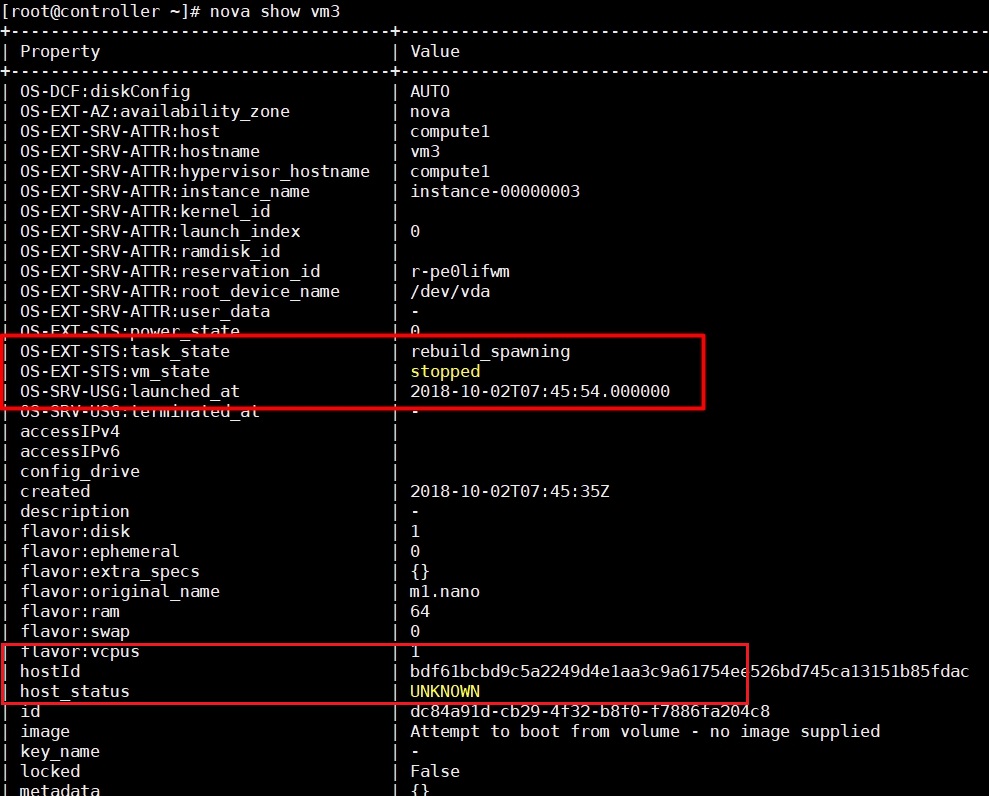 [root@controller ~]# nova show vm3
+--------------------------------------+----------------------------------------------------------
| Property | Value
+--------------------------------------+----------------------------------------------------------
| OS-DCF:diskConfig | AUTO
| OS-EXT-AZ:availability_zone | nova
| OS-EXT-SRV-ATTR:host | compute1
| OS-EXT-SRV-ATTR:hostname | vm3
| OS-EXT-SRV-ATTR:hypervisor_hostname | compute1
| OS-EXT-SRV-ATTR:instance_name | instance-00000003
| OS-EXT-SRV-ATTR:kernel_id |
| OS-EXT-SRV-ATTR:launch_index | 0
| OS-EXT-SRV-ATTR:ramdisk_id |
| OS-EXT-SRV-ATTR:reservation_id | r-pe0lifwm
| OS-EXT-SRV-ATTR:root_device_name | /dev/vda
| OS-EXT-SRV-ATTR:user_data | -
| OS-EXT-STS:power_state | 0
| OS-EXT-STS:task_state | rebuild_spawning
| OS-EXT-STS:vm_state | stopped
| OS-SRV-USG:launched_at | 2018-10-02T07:45:54.000000
| OS-SRV-USG:terminated_at | -
| accessIPv4 |
| accessIPv6 |
| config_drive |
| created | 2018-10-02T07:45:35Z
| description | -
| flavor:disk | 1
| flavor:ephemeral | 0
| flavor:extra_specs | {}
| flavor:original_name | m1.nano
| flavor:ram | 64
| flavor:swap | 0
| flavor:vcpus | 1
| hostId | bdf61bcbd9c5a2249d4e1aa3c9a61754ee526bd745ca13151b85fdac
| host_status | UNKNOWN
| id | dc84a91d-cb29-4f32-b8f0-f7886fa204c8
| image | Attempt to boot from volume - no image supplied
| key_name | -
| locked | False
| metadata | {}